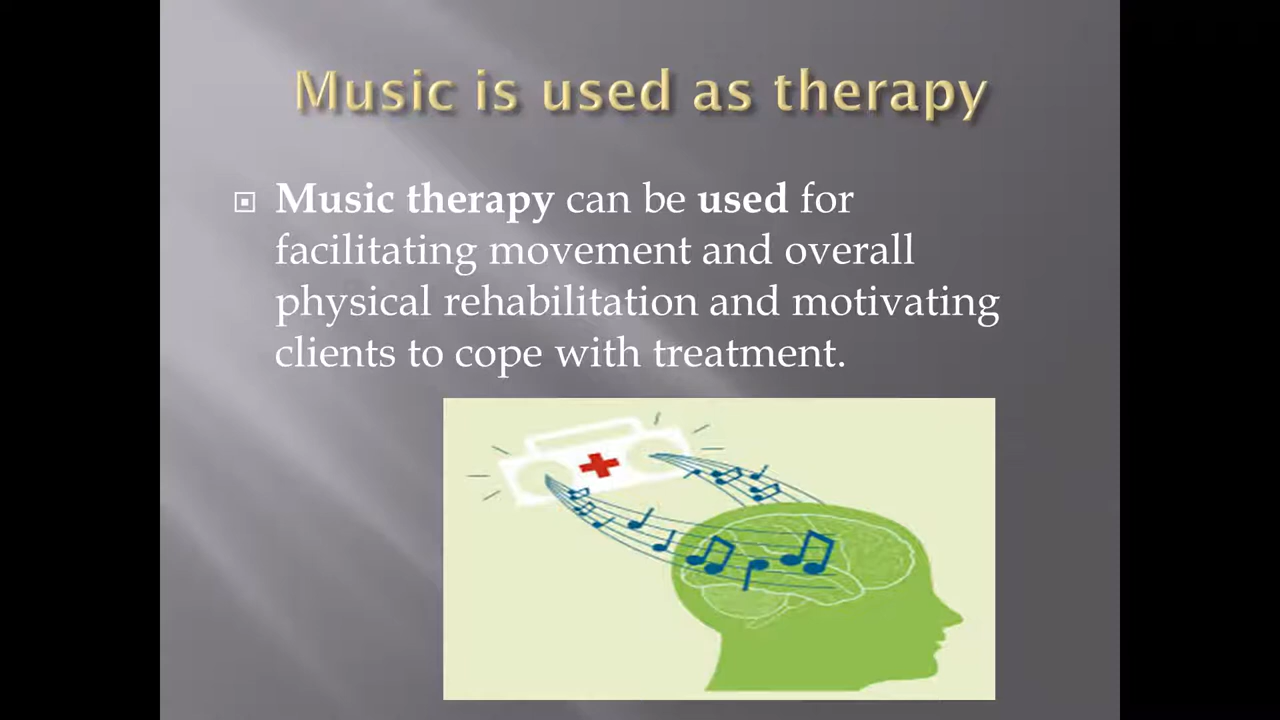 Music is used as therapy
Music therapy can be used for
facilitating movement and overall
physical rehabilitation and motivating
clients to cope with treatment.